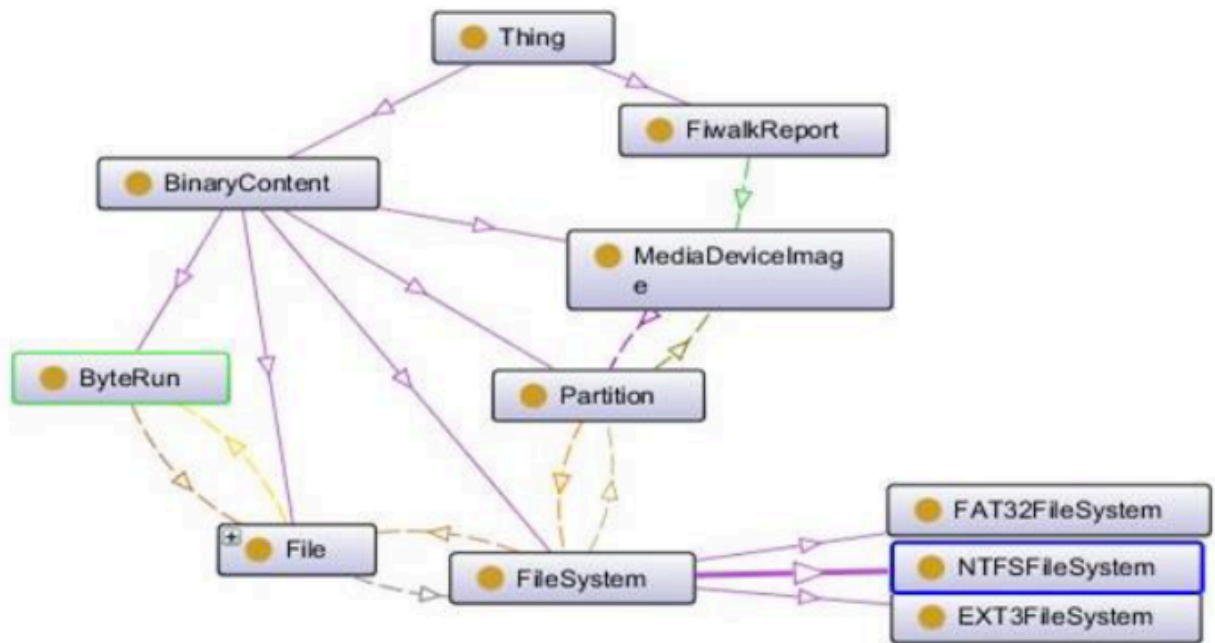 Thing
FiwalkReport
BinaryContent
MediaDeviceImag
e
ByteRun
Partition
FAT32FileSystem
File
FileSystem
NTFSFileSystem
EXT3FileSystem